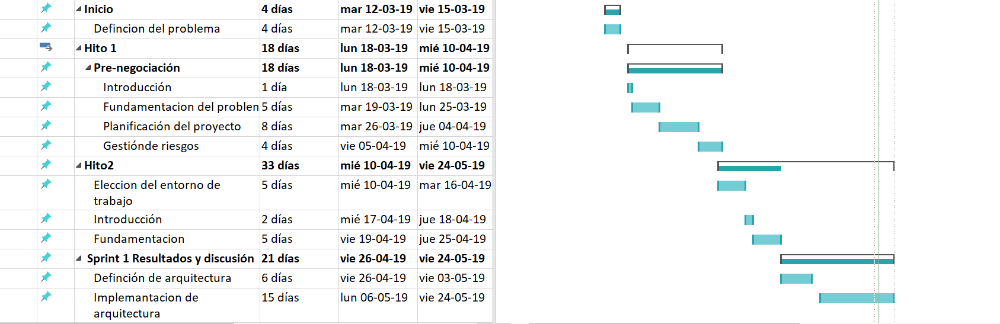 Inicio 4 días mar 12-03-19 vie 15-03-19
Defincion del problema 4 días mar 12-03-19 vie 15-03-19
Hito 1 18 días lun 18-03-19 mié 10-04-19
Pre-negociación 18 días lun 18-03-19 mié 10-04-19
Introducción 1 día lun 18-03-19 lun 18-03-19
Fundamentacion del problem 5 días mar 19-03-19 lun 25-03-19
Planificación del proyecto 8 días mar 26-03-19 jue 04-04-19
Gestiónde riesgos 4 días vie 05-04-19 mié 10-04-19
Hito2 33 días mié 10-04-19 vie 24-05-19
Eleccion del entorno de 5 días mié 10-04-19 mar 16-04-19
trabajo
Introducción 2 días mié 17-04-19 jue 18-04-19
Fundamentacion 5 días vie 19-04-19 jue 25-04-19
Sprint 1 Resultados y discusión 21 días vie 26-04-19 vie 24-05-19
Definción de arquitectura 6 días vie 26-04-19 vie 03-05-19
Implemantacion de 15 días lun 06-05-19 vie 24-05-19
arquitectura